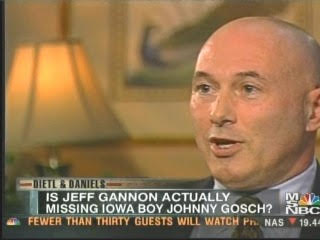 DIETL & DANIELS
IS JEFF GANNON ACTUALLY
MISSING IOWA BOY JOHNNY GOSCH?
MSNBC
FEWER THAN THIRTY GUESTS WILL WATCH PR
NAS ▼19.44